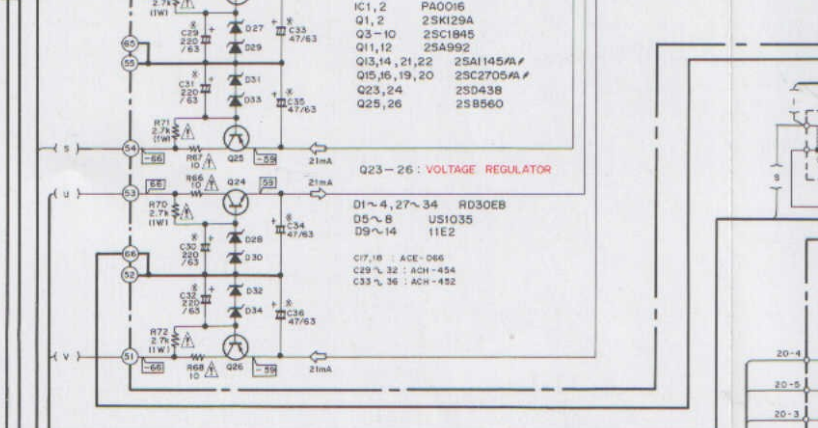 2.7k
(1W)
IC1, 2 PA0016
Q1, 2 2SK129A
Q3-10 2SC1845
Q11,12 2SA992
Q13,14,21,22 2SA1145/A/
Q15,16,19,20 2SC2705/A/
Q23,24 2SD438
Q25,26 2SB560
65
C29
220
/63
D27
D29
C33
47/63
55
C31
220
/63
D31
D33
C35
47/63
R71
2.7k
(1W)
S
54
-66
R67
10
Q25
-59
21mA
Q23-26 : VOLTAGE REGULATOR
U
53
66
R66
10
Q24
59
21mA
R70
2.7k
(1W)
D1~4,27~34 RD30EB
D5~8 US1035
D9~14 11E2
C30
220
/63
D28
D30
C34
47/63
66
52
C17,18 : ACE-066
C29~32 : ACH-454
C33~36 : ACH-452
C32
220
/63
D32
D34
C36
47/63
R72
2.7k
(1W)
V
51
-66
R68
10
Q26
-59
21mA
S
20-4
20-5
20-3